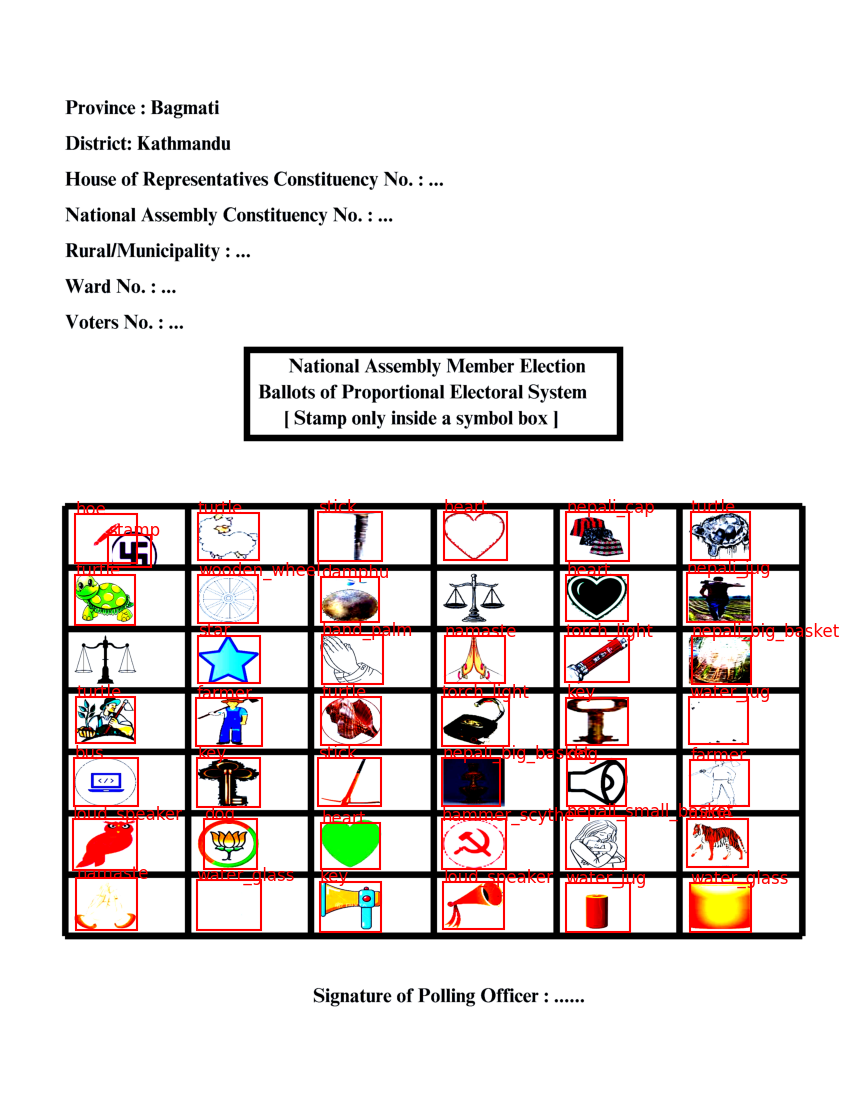 Province : Bagmati
District: Kathmandu
House of Representatives Constituency No. : ...
National Assembly Constituency No. : ...
Rural/Municipality : ...
Ward No. : ...
Voters No. : ...
National Assembly Member Election
Ballots of Proportional Electoral System
[ Stamp only inside a symbol box ]
hoe turtle stick heart nepali_cap turtle
stamp
turtle wooden_wheel damphu heart nepali_jug
star hand_palm namaste torch_light nepali_big_basket
turtle farmer turtle torch_light key water_jug
bus key stick nepali_big_basket farmer
</>
loud_speaker dog heart hammer_scythe nepali_small_basket
namaste water_glass key loud_speaker water_jug water_glass
Signature of Polling Officer : ......